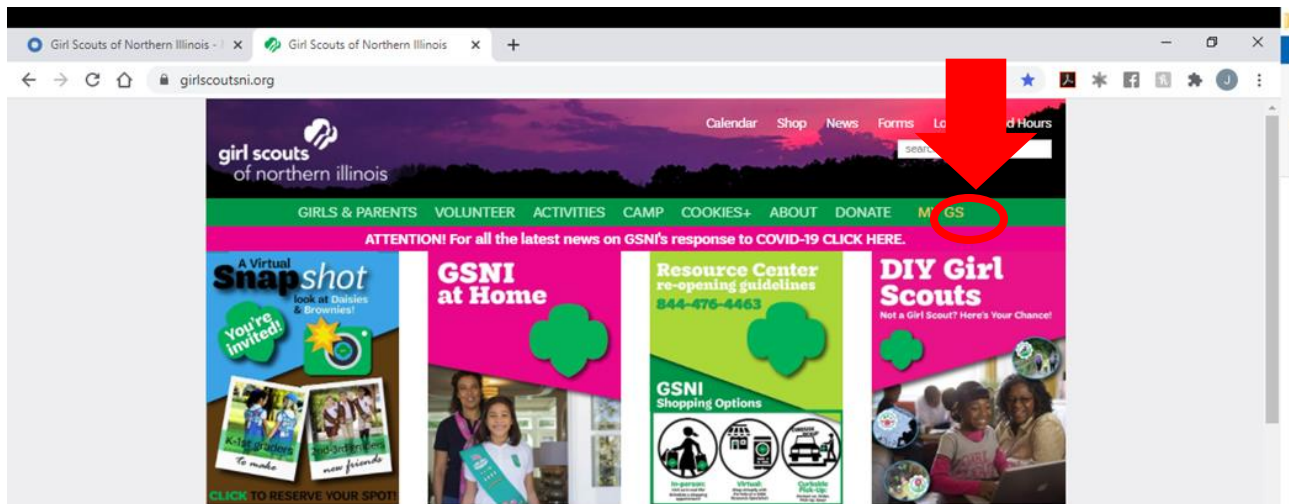 Girl Scouts of Northern Illinois -
Girl Scouts of Northern Illinois
girlscoutsni.org
J
Calendar Shop News Forms Hours
girl scouts
of northern illinois
GIRLS & PARENTS VOLUNTEER ACTIVITIES CAMP COOKIES+ ABOUT DONATE MY GS
ATTENTION! For all the latest news on GSNI's response to COVID-19 CLICK HERE.
A Virtual
Snapshot
look at Daisies
& Brownies!
You're
invited!
K-1st graders
2nd-3rd graders
to make
new friends
CLICK TO RESERVE YOUR SPOT!
GSNI
at Home
Resource Center
re-opening guidelines
844-476-4463
GSNI
Shopping Options
In-person:
Virtual:
Curbside
Pick-Up:
DIY Girl
Scouts
Not a Girl Scout? Here's Your Chance!